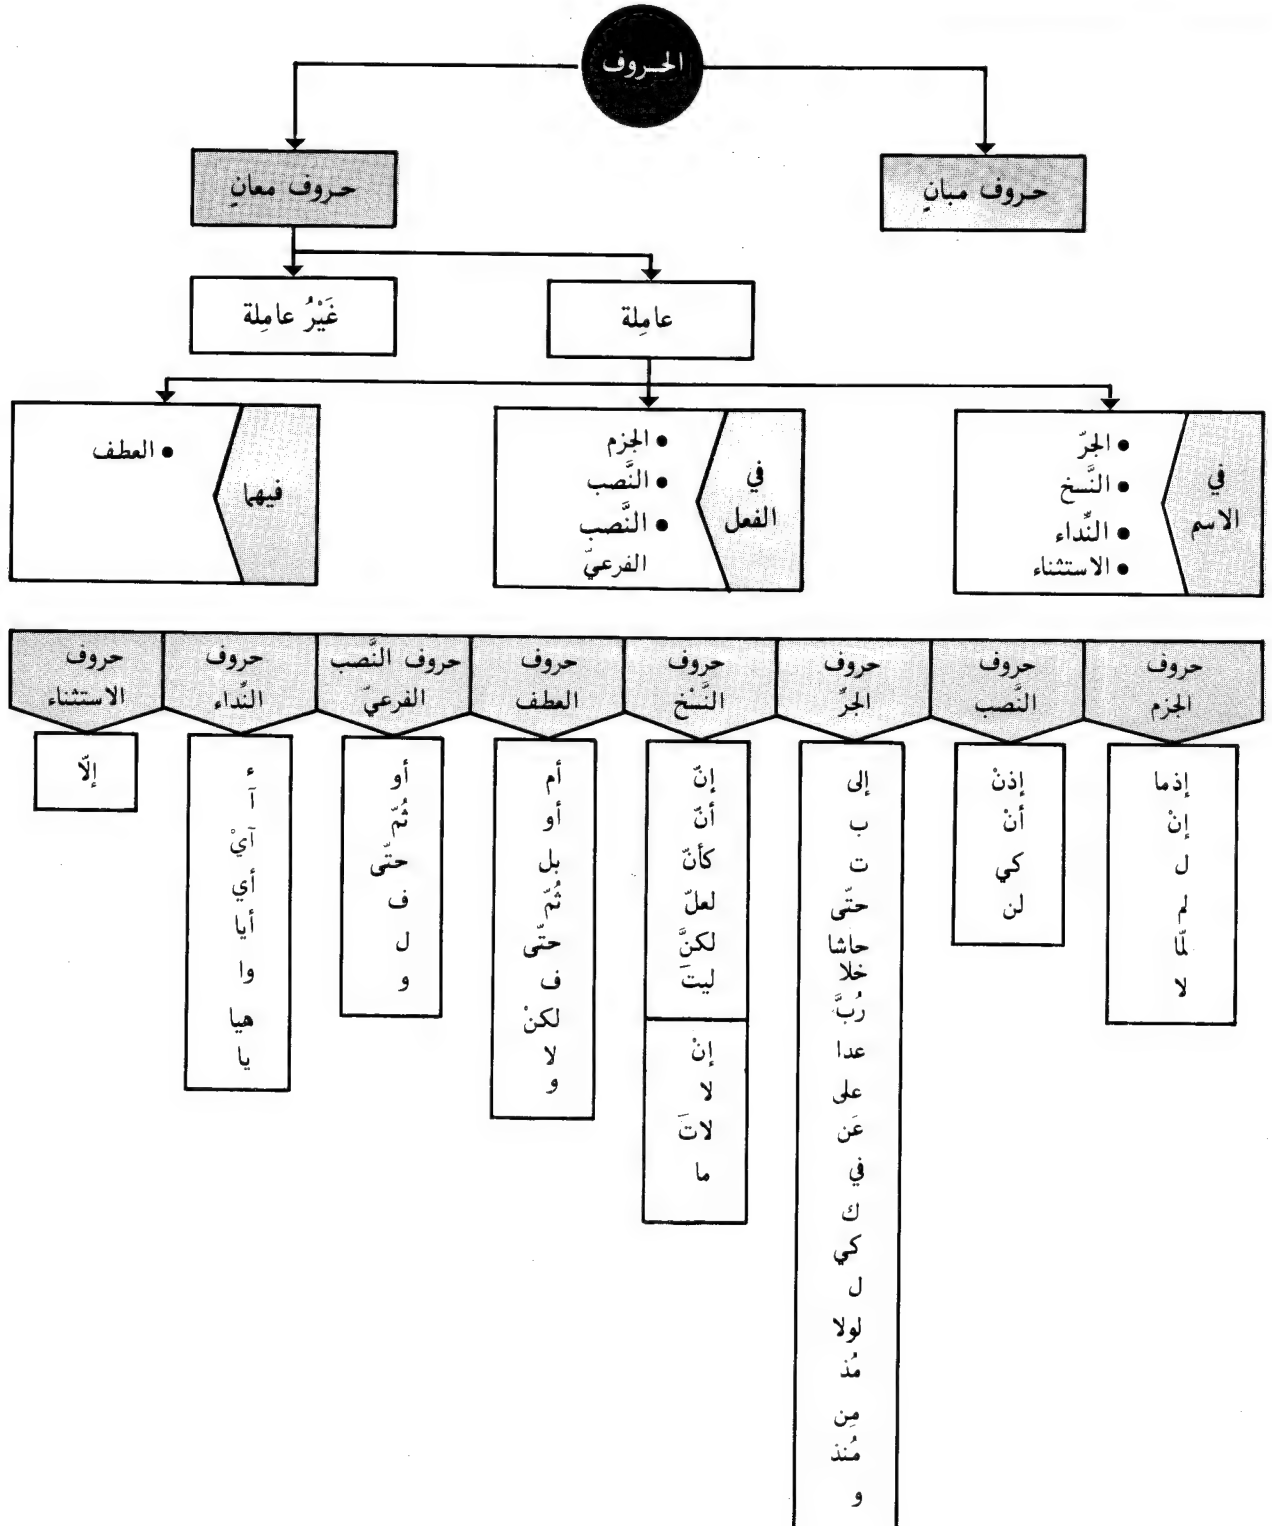 الحروف
حروف مبانٍ
حروف معانٍ
عامِلة
غَيْرُ عامِلة
في
الاسم
• الجرّ
• النَّسخ
• النِّداء
• الاستثناء
في
الفعل
• الجزم
• النَّصب
• النَّصب
الفرعيّ
فيهما
• العطف
حروف
الجزم
إذما
إنْ
ل
لم
لمّا
لا
حروف
النَّصب
إذنْ
أنْ
كي
لن
حروف
الجرِّ
إلى
ب
ت
حتّى
حاشا
خلا
رُبَّ
عدا
على
عَن
في
ك
كي
ل
لولا
مُذ
مِن
مُنذ
و
حروف
النَّسْخ
إنّ
أنّ
كأنّ
لعلّ
لكنَّ
ليتَ
إنْ
لا
لاتَ
ما
حروف
العطف
أم
أو
بل
ثُمّ
حتّى
ف
لكنْ
لا
و
حروف النَّصب
الفرعيّ
أو
ثُمّ
حتّى
ف
ل
و
حروف
النِّداء
ء
آ
آيْ
أي
أيا
وا
هيا
يا
حروف
الاستثناء
إلّا